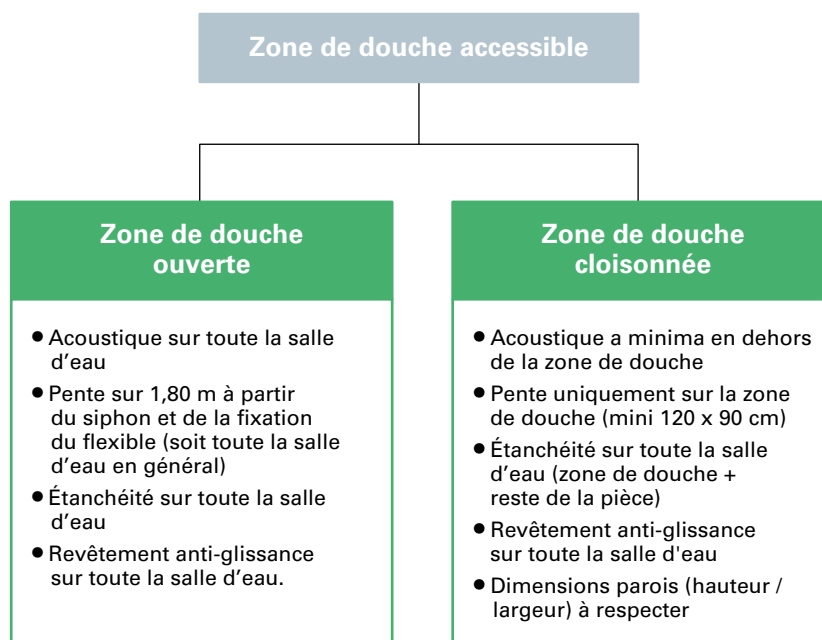 Zone de douche accessible
Zone de douche
ouverte
● Acoustique sur toute la salle
d’eau
● Pente sur 1,80 m à partir
du siphon et de la fixation
du flexible (soit toute la salle
d’eau en général)
● Étanchéité sur toute la salle
d’eau
● Revêtement anti-glissance
sur toute la salle d’eau.
Zone de douche
cloisonnée
● Acoustique a minima en dehors
de la zone de douche
● Pente uniquement sur la zone
de douche (mini 120 x 90 cm)
● Étanchéité sur toute la salle
d’eau (zone de douche +
reste de la pièce)
● Revêtement anti-glissance
sur toute la salle d'eau
● Dimensions parois (hauteur /
largeur) à respecter